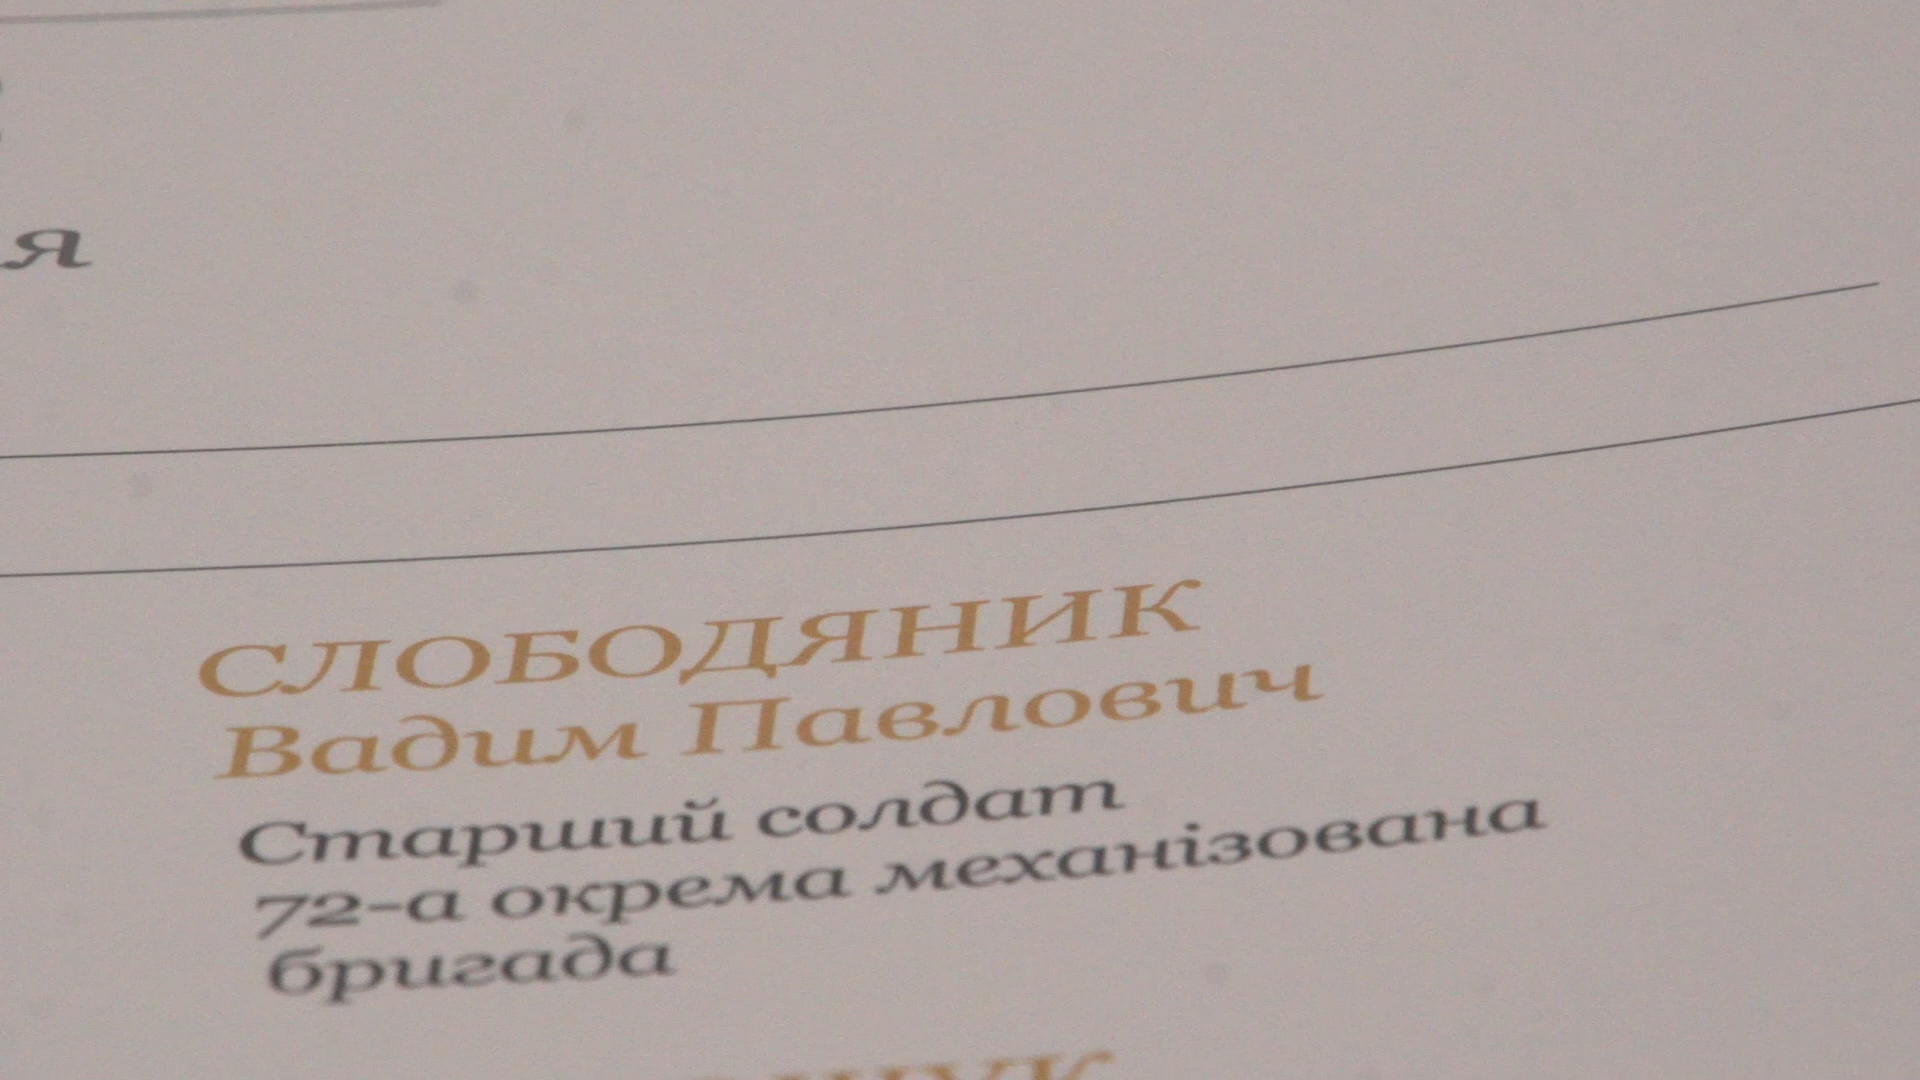 я
СЛОБОДЯНИК
Вадим Павлович
Старший солдат
72-а окрема механізована
бригада